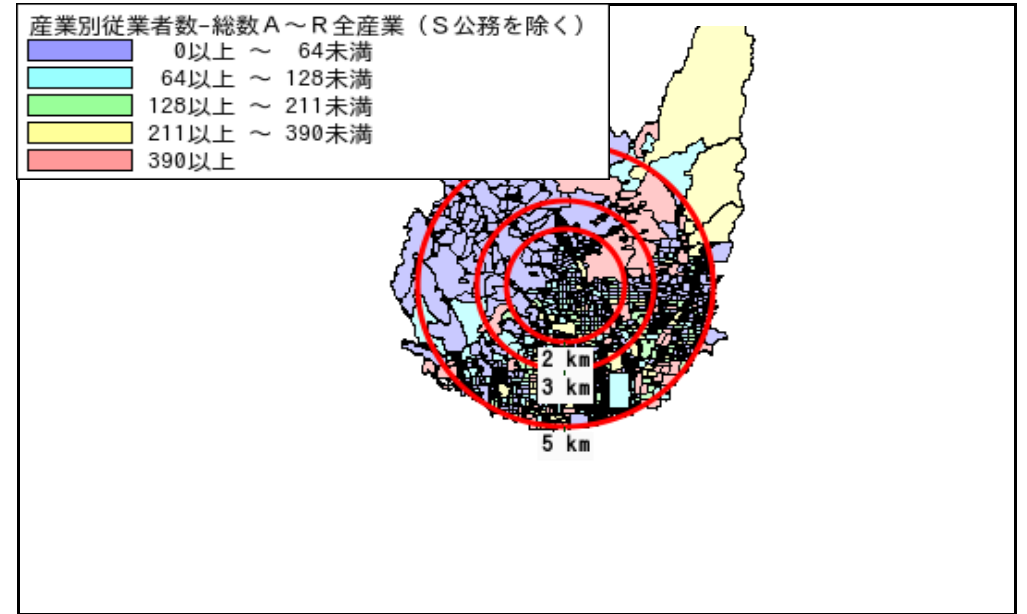 産業別従業者数−総数A～R全産業（S公務を除く）
0以上 ～ 64未満
64以上 ～ 128未満
128以上 ～ 211未満
211以上 ～ 390未満
390以上
2 km
3 km
5 km